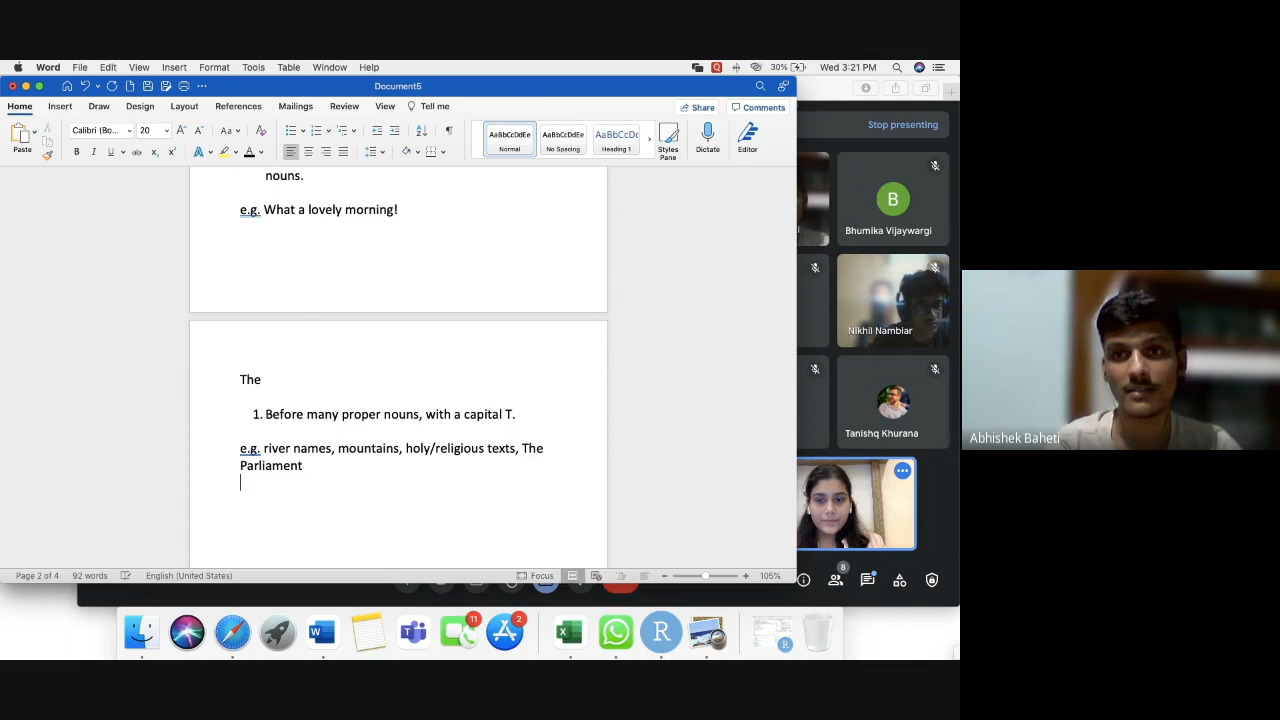 Word File Edit View Insert Format Tools Table Window Help 30% Wed 3:21 PM
Document5
Home Insert Draw Design Layout References Mailings Review View Tell me
Share Comments
Stop presenting
Paste
Calibri (Bo... 20
AaBbCcDdEe AaBbCcDdEe AaBbCcDc
Normal No Spacing Heading 1
Styles Pane
Dictate
Editor
nouns.
e.g. What a lovely morning!
The
1. Before many proper nouns, with a capital T.
e.g. river names, mountains, holy/religious texts, The
Parliament
B
Bhumika Vijaywargi
Nikhil Nambiar
Tanishq Khurana
Abhishek Baheti
Page 2 of 4 92 words English (United States) Focus 105%
8
11
2